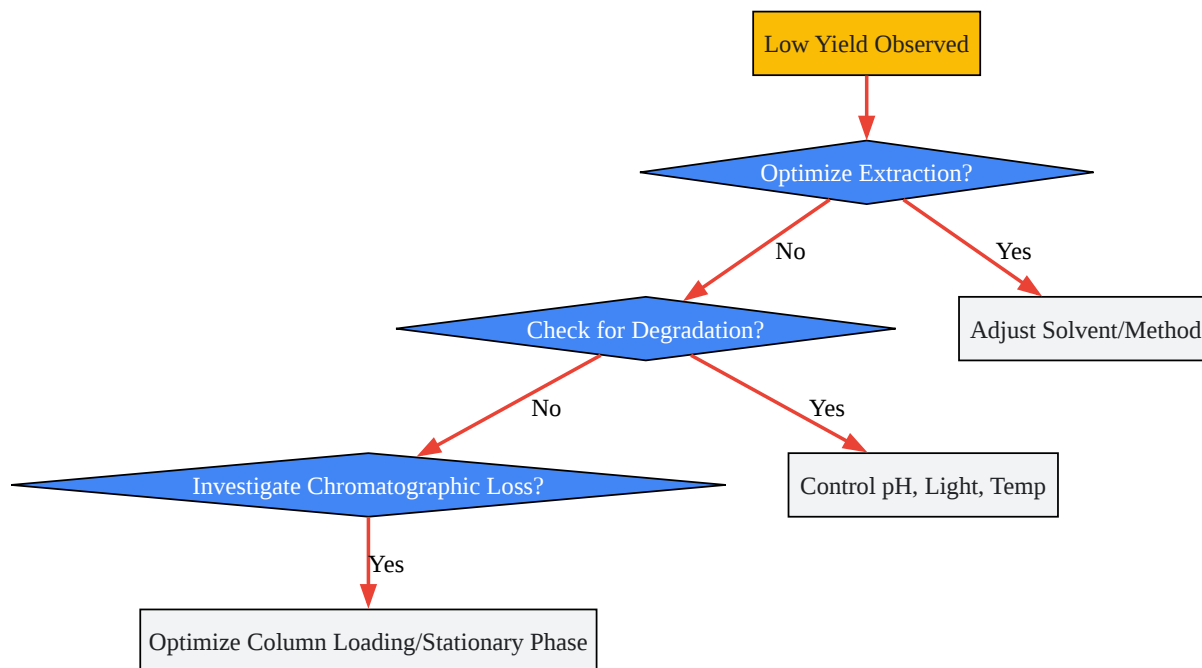 Low Yield Observed
Optimize Extraction?
No
Yes
Check for Degradation?
Adjust Solvent/Method
No
Yes
Investigate Chromatographic Loss?
Control pH, Light, Temp
Yes
Optimize Column Loading/Stationary Phase